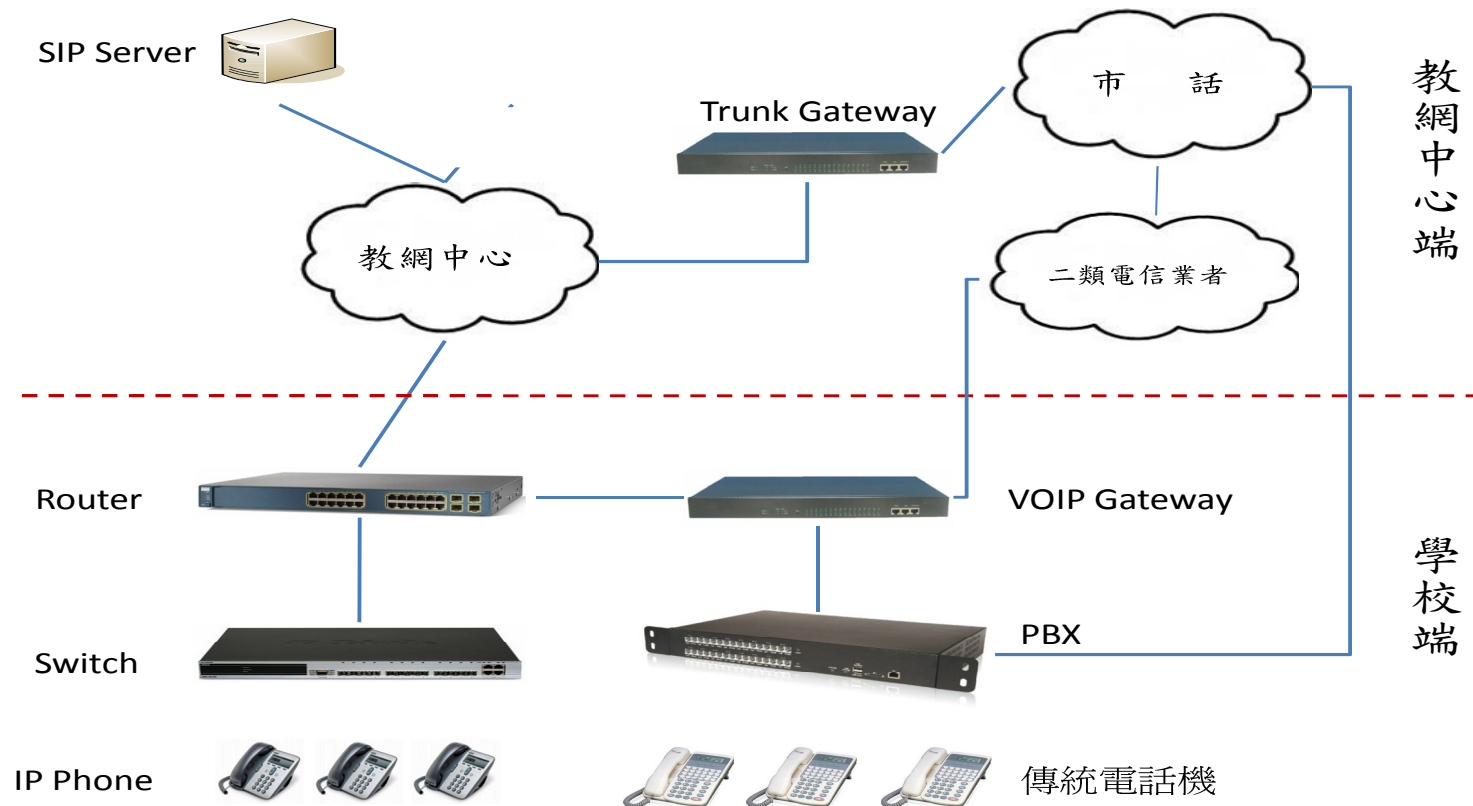 SIP Server
市 話
Trunk Gateway
教網中心端
教網中心
二類電信業者
Router
VOIP Gateway
學校端
PBX
Switch
IP Phone
傳統電話機